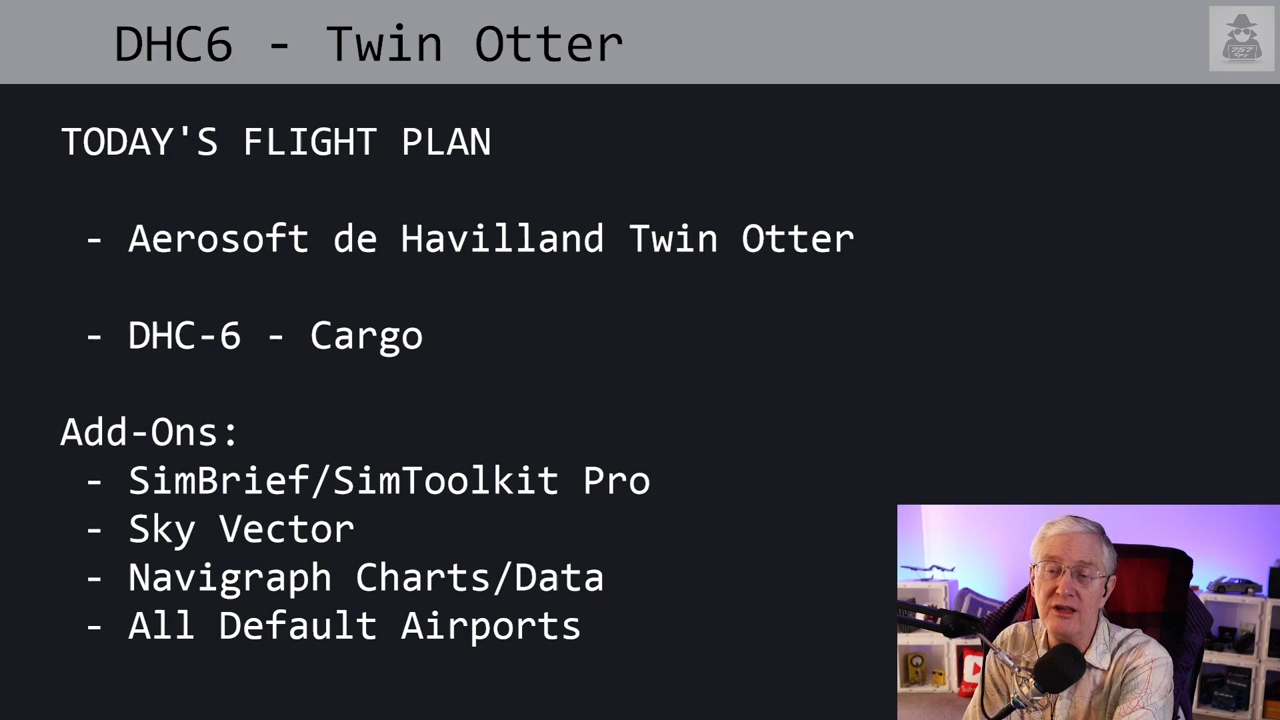 DHC6 - Twin Otter
757
TODAY'S FLIGHT PLAN
- Aerosoft de Havilland Twin Otter
- DHC-6 - Cargo
Add-Ons:
- SimBrief/SimToolkit Pro
- Sky Vector
- Navigraph Charts/Data
- All Default Airports